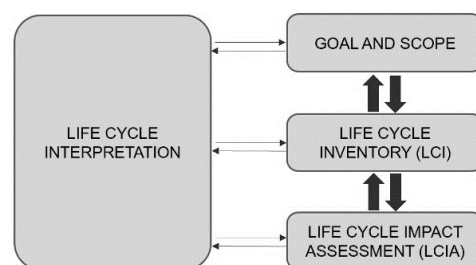 LIFE CYCLE
INTERPRETATION
GOAL AND SCOPE
LIFE CYCLE
INVENTORY (LCI)
LIFE CYCLE IMPACT
ASSESSMENT (LCIA)